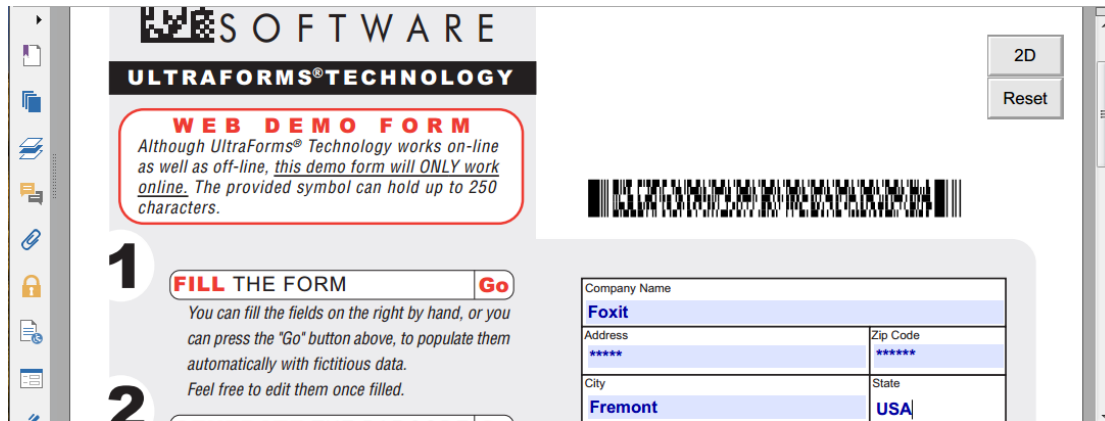 SOFTWARE
ULTRAFORMS®TECHNOLOGY
WEB DEMO FORM
Although UltraForms® Technology works on-line
as well as off-line, this demo form will ONLY work
online. The provided symbol can hold up to 250
characters.
1
FILL THE FORM Go
You can fill the fields on the right by hand, or you
can press the "Go" button above, to populate them
automatically with fictitious data.
Feel free to edit them once filled.
2
2D
Reset
Company Name
Foxit
Address
*****
Zip Code
******
City
Fremont
State
USA